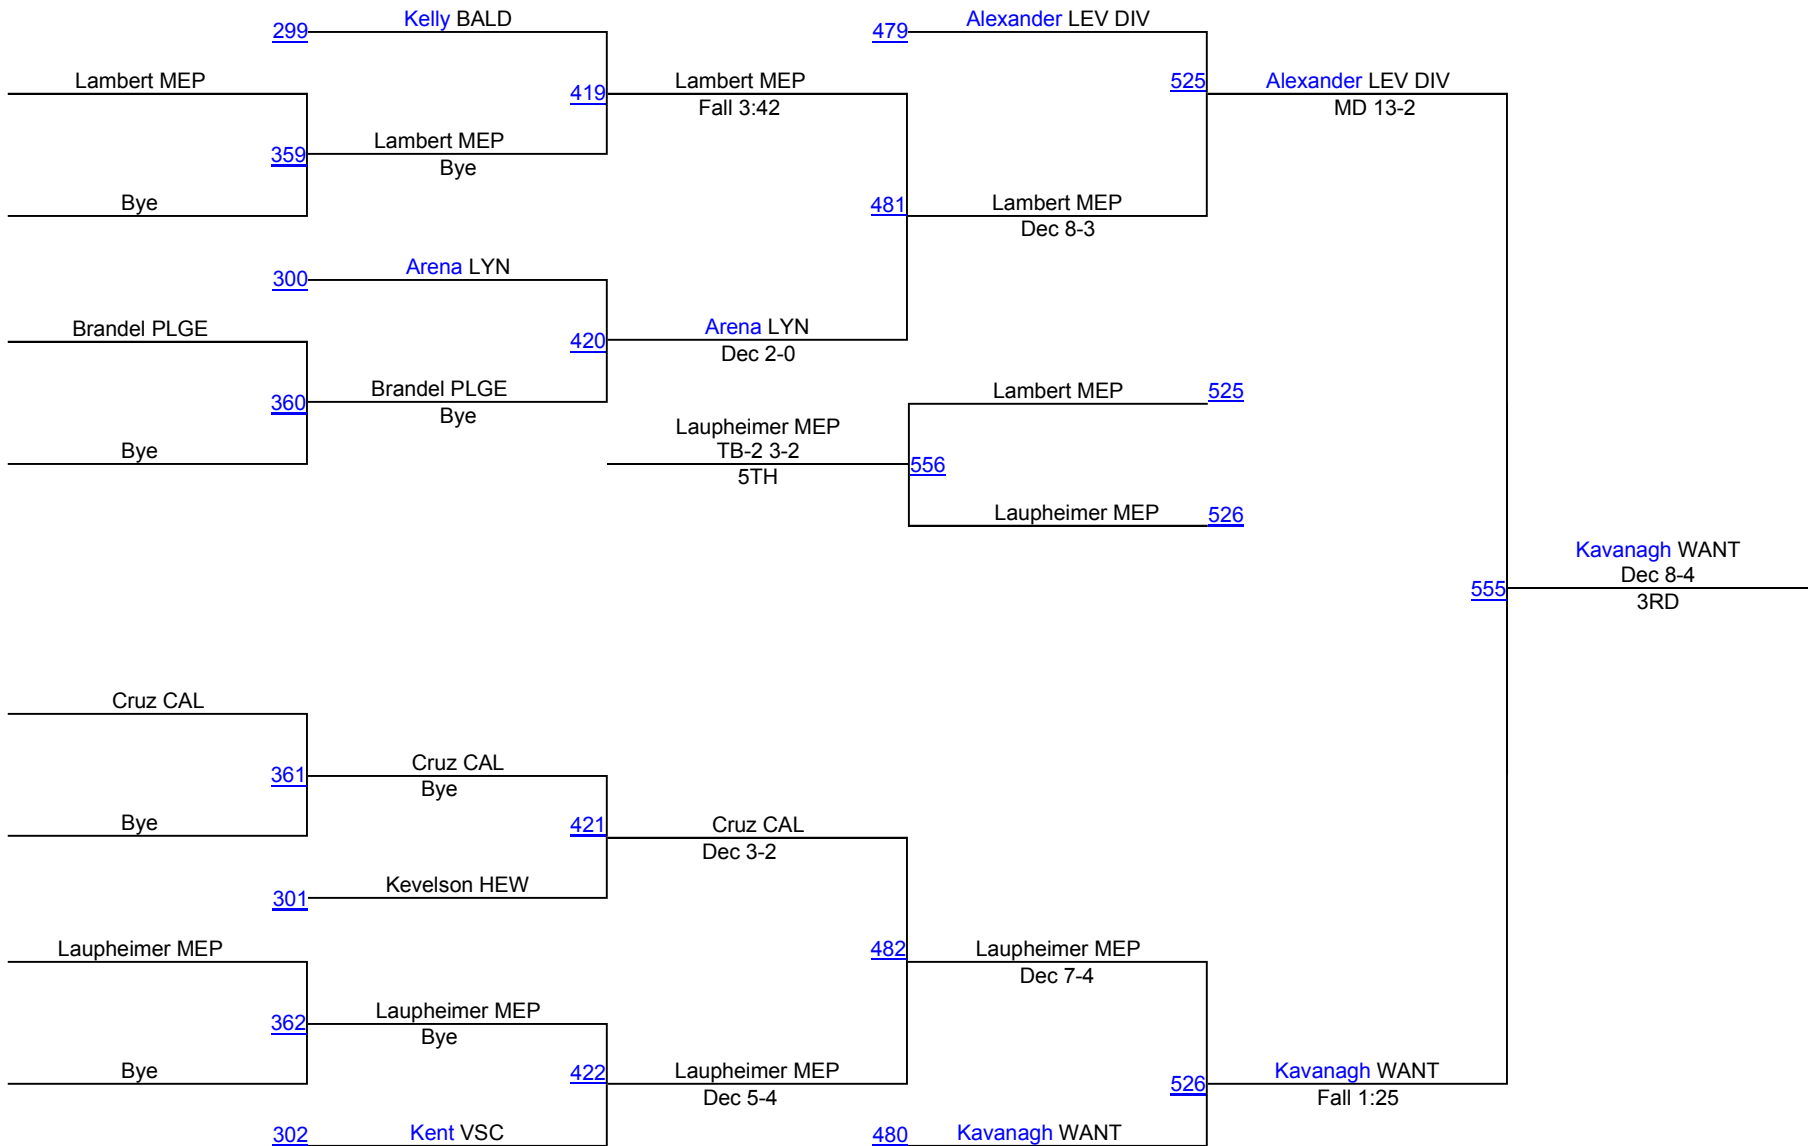 Kelly BALD
299
Alexander LEV DIV
479
Lambert MEP
419
Lambert MEP
Fall 3:42
525
Alexander LEV DIV
MD 13-2
359
Lambert MEP
Bye
Bye
481
Lambert MEP
Dec 8-3
300
Arena LYN
Brandel PLGE
420
Arena LYN
Dec 2-0
360
Brandel PLGE
Bye
Bye
Lambert MEP
525
Laupheimer MEP
TB-2 3-2
5TH
556
Laupheimer MEP
526
555
Kavanagh WANT
Dec 8-4
3RD
Cruz CAL
361
Cruz CAL
Bye
Bye
421
Cruz CAL
Dec 3-2
301
Kevelson HEW
Laupheimer MEP
482
Laupheimer MEP
Dec 7-4
362
Laupheimer MEP
Bye
Bye
422
Laupheimer MEP
Dec 5-4
526
Kavanagh WANT
Fall 1:25
302
Kent VSC
480
Kavanagh WANT